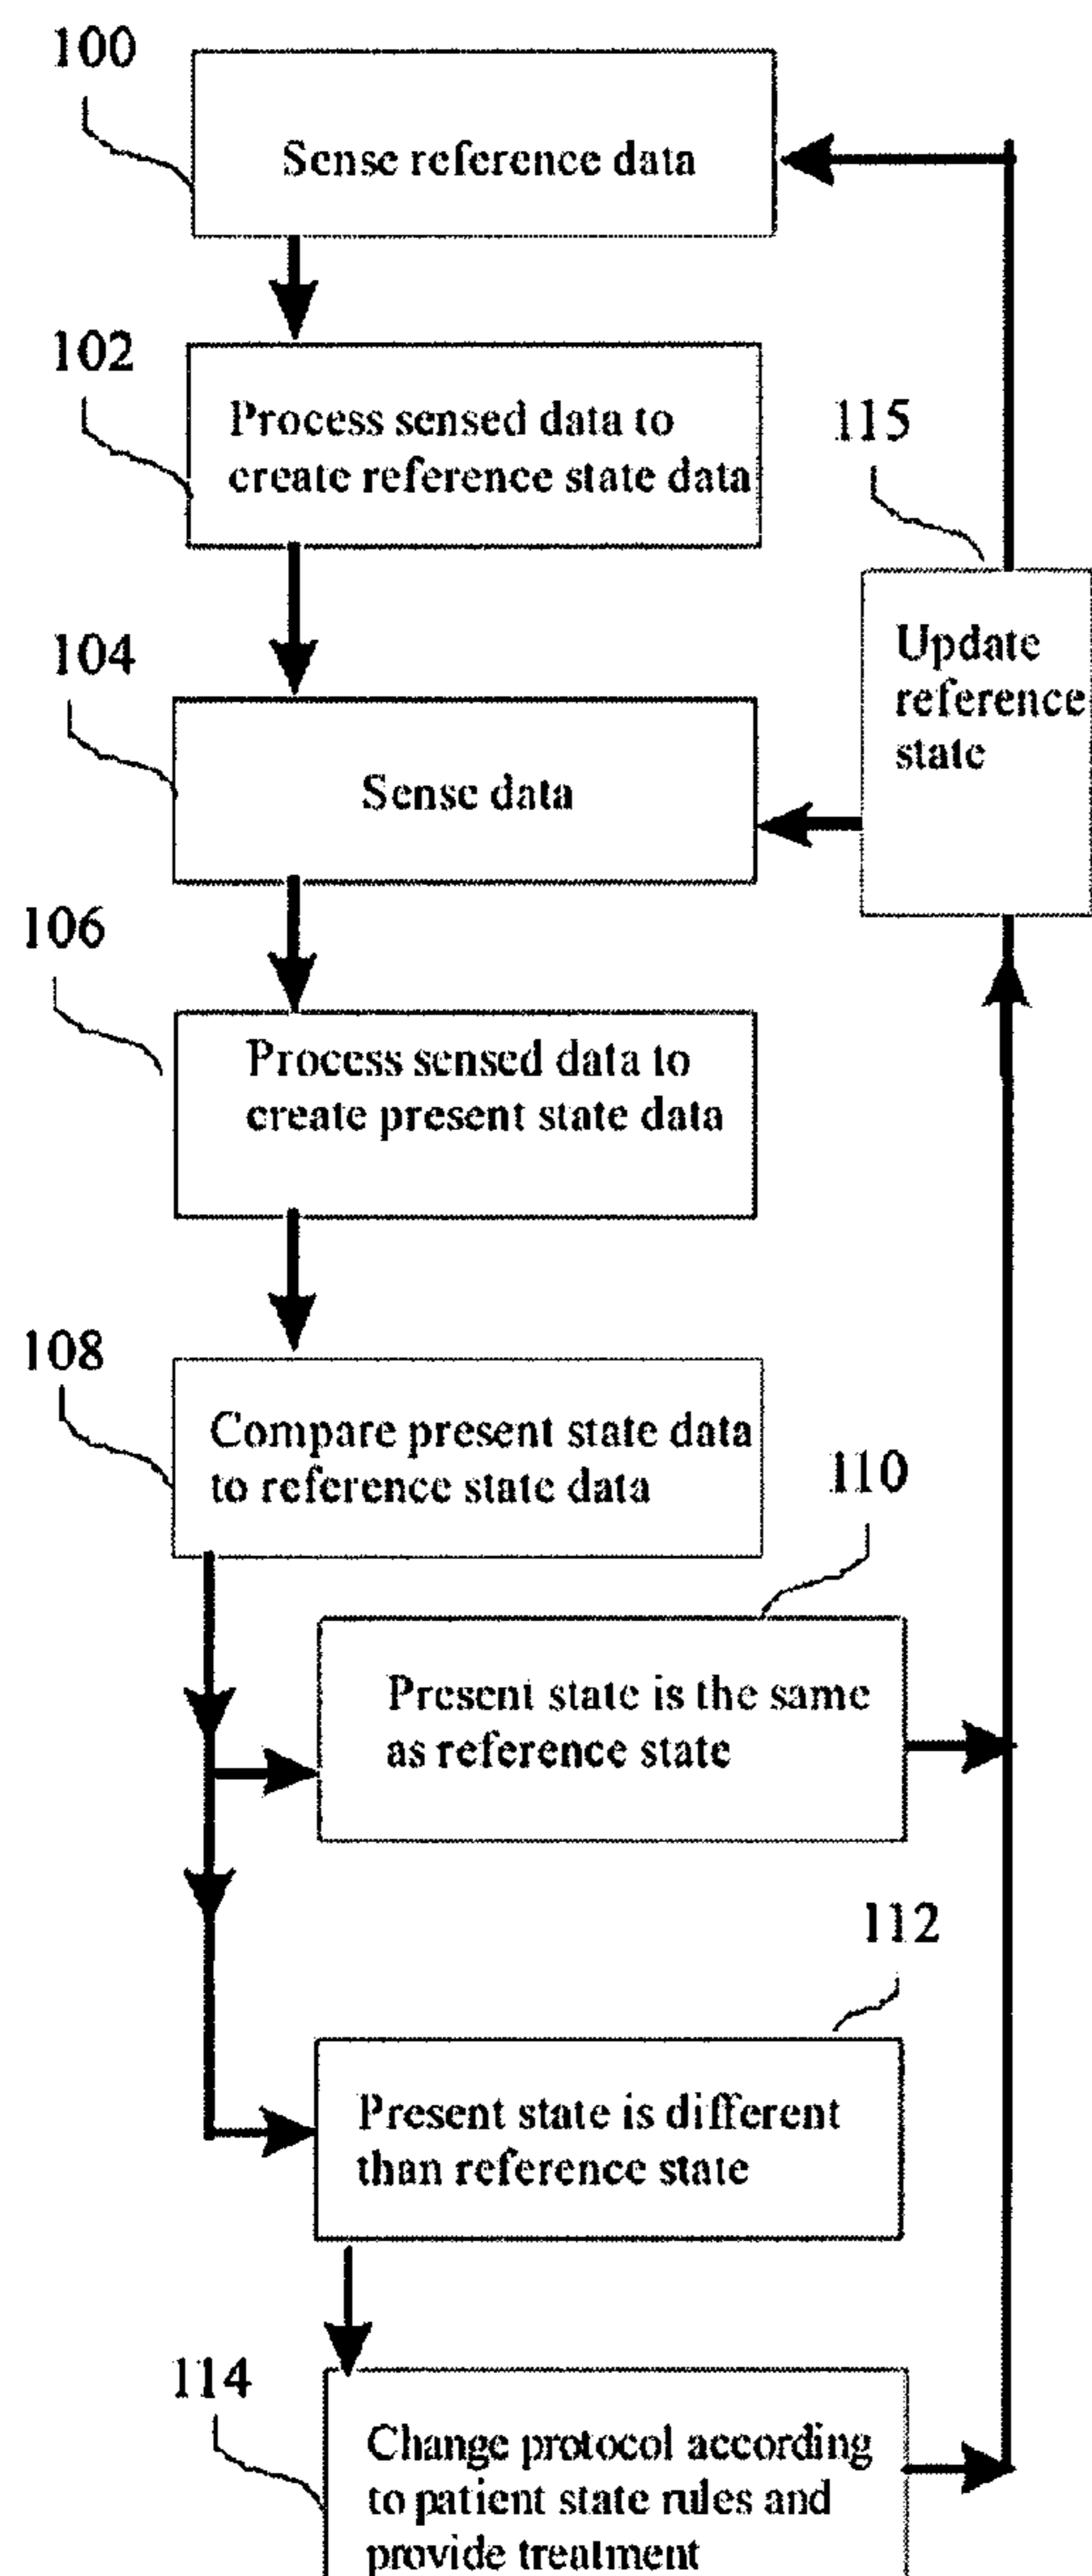 100
Sense reference data
102
Process sensed data to
create reference state data
115
Update
reference
state
104
Sense data
106
Process sensed data to
create present state data
108
Compare present state data
to reference state data
110
Present state is the same
as reference state
112
Present state is different
than reference state
114
Change protocol according
to patient state rules and
provide treatment